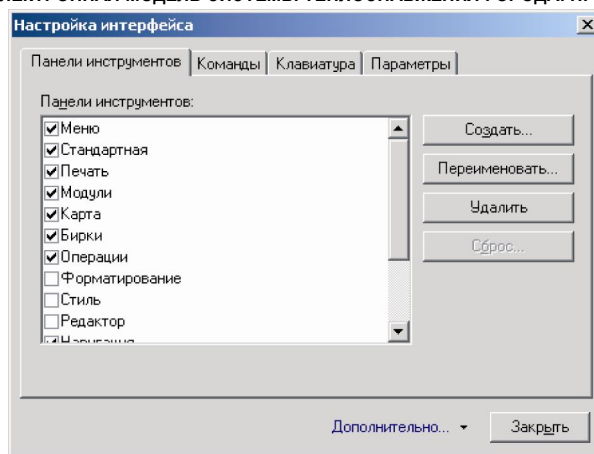 Настройка интерфейса
Панели инструментов Команды Клавиатура Параметры
Панели инструментов:
Меню
Стандартная
Печать
Модули
Карта
Бирки
Операции
Форматирование
Стиль
Редактор
Создать...
Переименовать...
Удалить
Сброс...
Дополнительно...
Закрыть